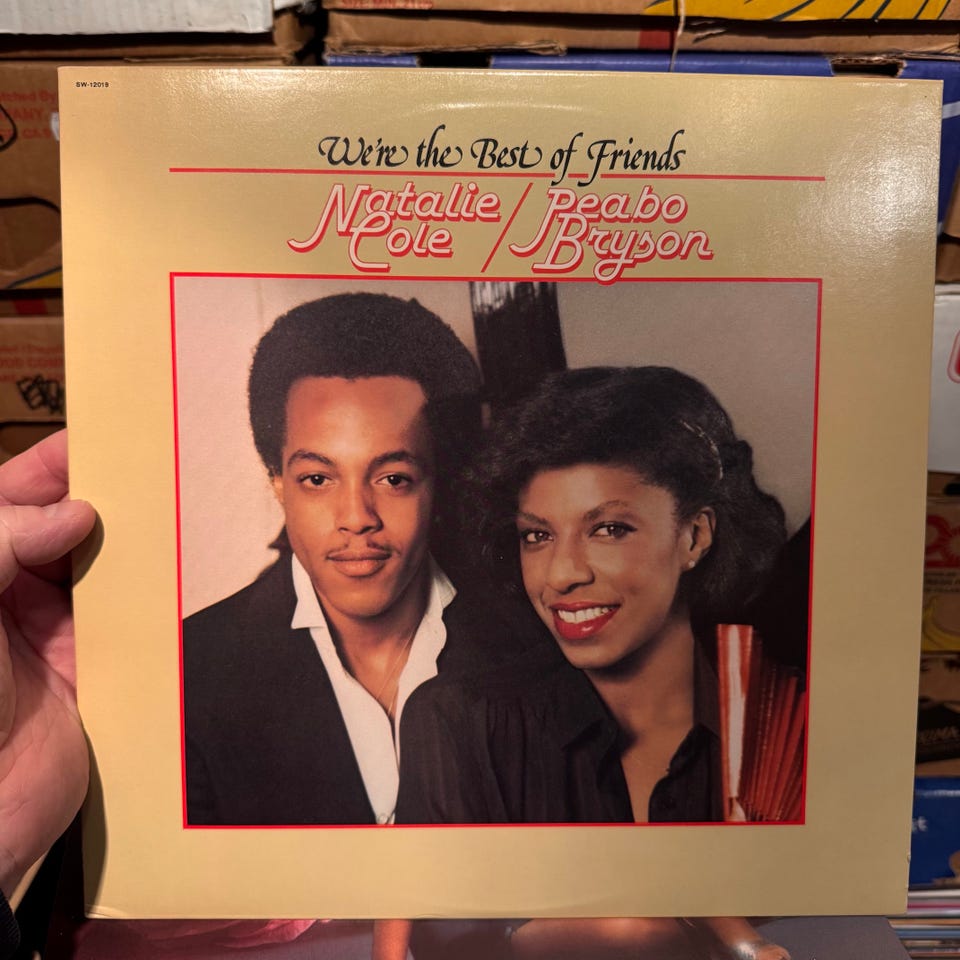 SW-12019
We're the Best of Friends
Natalie Cole / Peabo Bryson